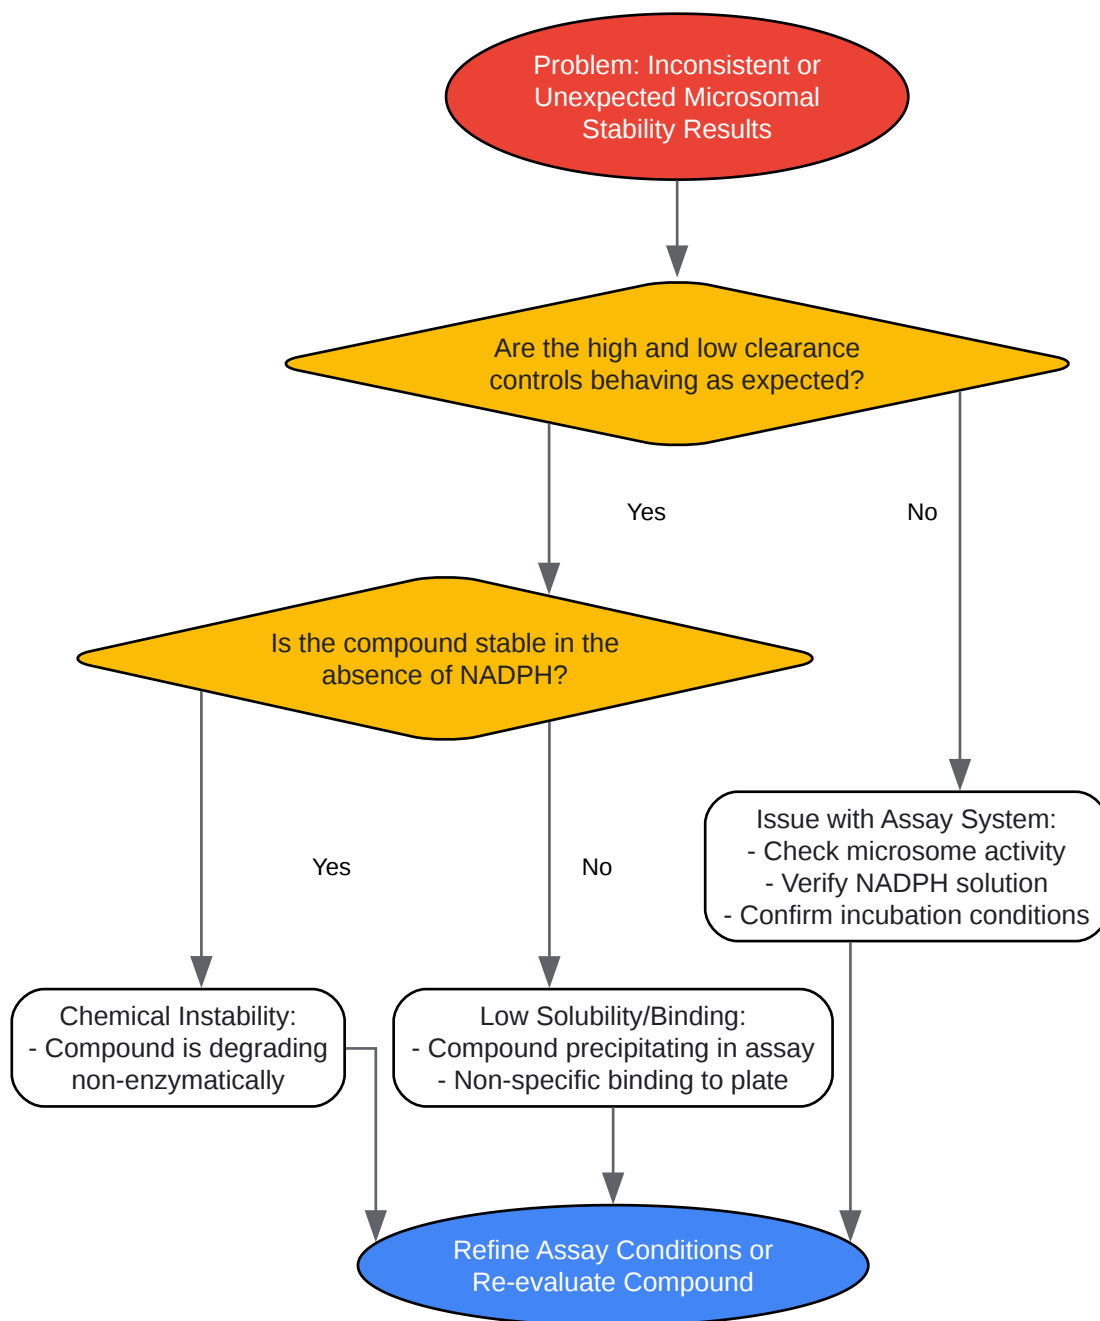 Problem: Inconsistent or
Unexpected Microsomal
Stability Results
Are the high and low clearance
controls behaving as expected?
Yes
No
Is the compound stable in the
absence of NADPH?
Issue with Assay System:
- Check microsome activity
- Verify NADPH solution
- Confirm incubation conditions
Yes
No
Chemical Instability:
- Compound is degrading
non-enzymatically
Low Solubility/Binding:
- Compound precipitating in assay
- Non-specific binding to plate
Refine Assay Conditions or
Re-evaluate Compound